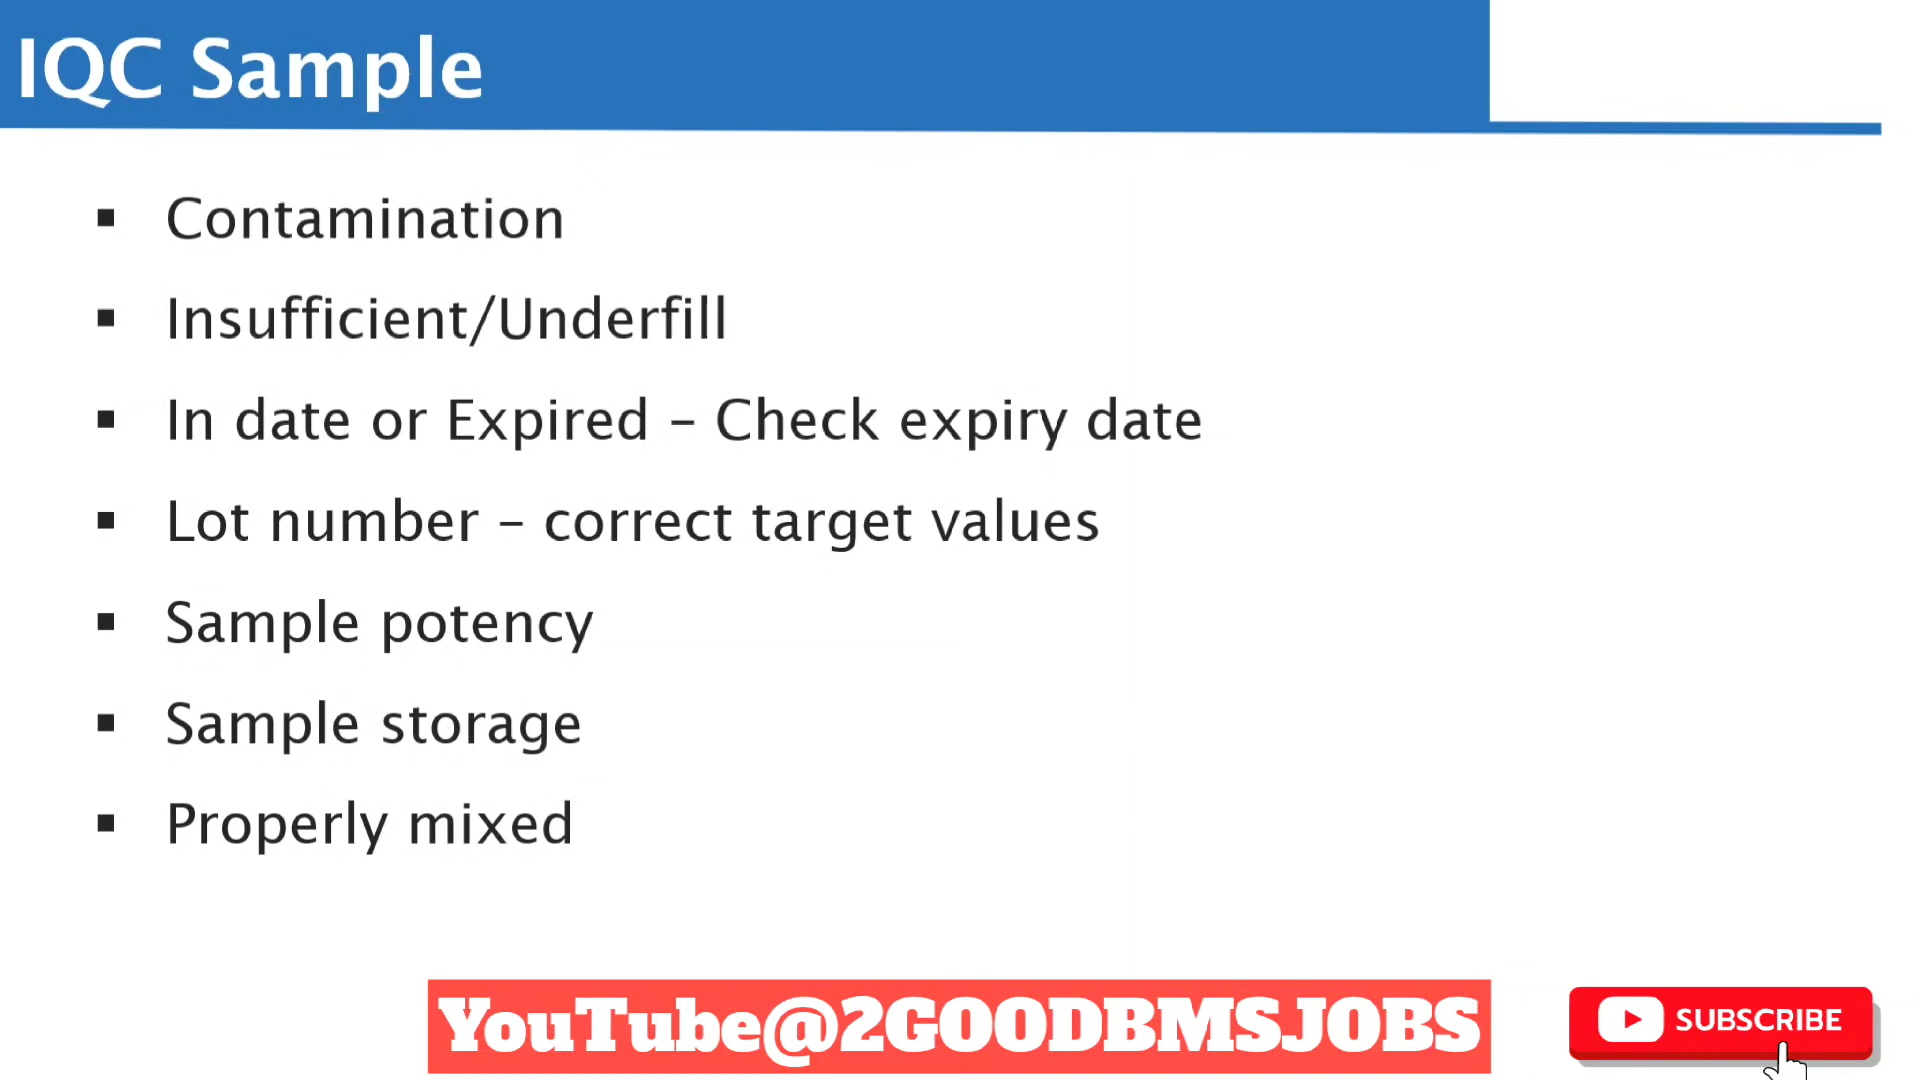 IQC Sample
▪ Contamination
▪ Insufficient/Underfill
▪ In date or Expired – Check expiry date
▪ Lot number – correct target values
▪ Sample potency
▪ Sample storage
▪ Properly mixed
YouTube@2GOODBMSJOBS
SUBSCRIBE